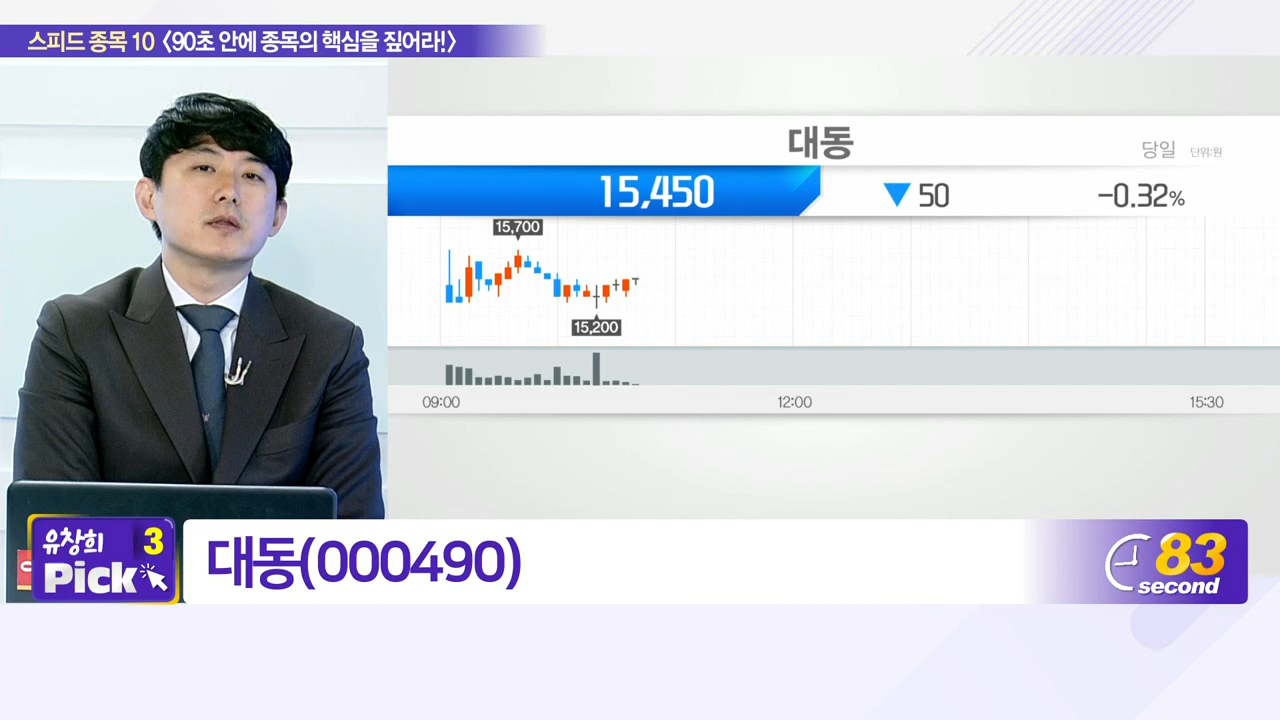 스피드 종목 10 <90초 안에 종목의 핵심을 짚어라!>
대동
당일 단위:원
15,450 ▼ 50 -0.32%
15,700
15,200
09:00 12:00 15:30
유창희 3
Pick
대동(000490)
83
second